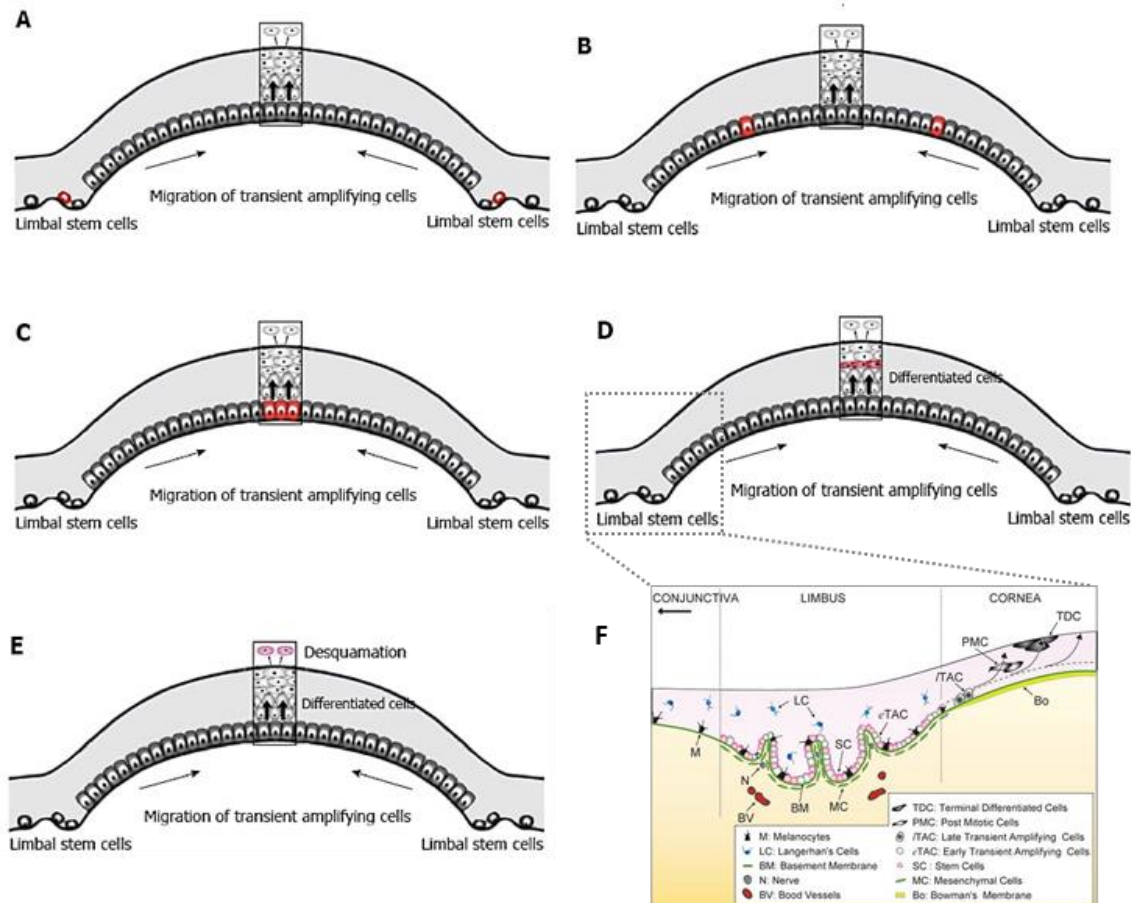 A
Migration of transient amplifying cells
Limbal stem cells
Limbal stem cells
B
Migration of transient amplifying cells
Limbal stem cells
Limbal stem cells
C
Migration of transient amplifying cells
Limbal stem cells
Limbal stem cells
D
Differentiated cells
Migration of transient amplifying cells
Limbal stem cells
Limbal stem cells
E
Desquamation
Differentiated cells
Migration of transient amplifying cells
Limbal stem cells
Limbal stem cells
F
CONJUNCTIVA
LIMBUS
CORNEA
TDC
PMC
lTAC
LC
Bo
eTAC
M
SC
N
BM
MC
BV
M: Melanocytes
LC: Langerhan's Cells
BM: Basement Membrane
N: Nerve
BV: Bood Vessels
TDC: Terminal Differentiated Cells
PMC: Post Mitotic Cells
lTAC: Late Transient Amplifying Cells
eTAC: Early Transient Amplifying Cells
SC : Stem Cells
MC: Mesenchymal Cells
Bo: Bowman's Membrane